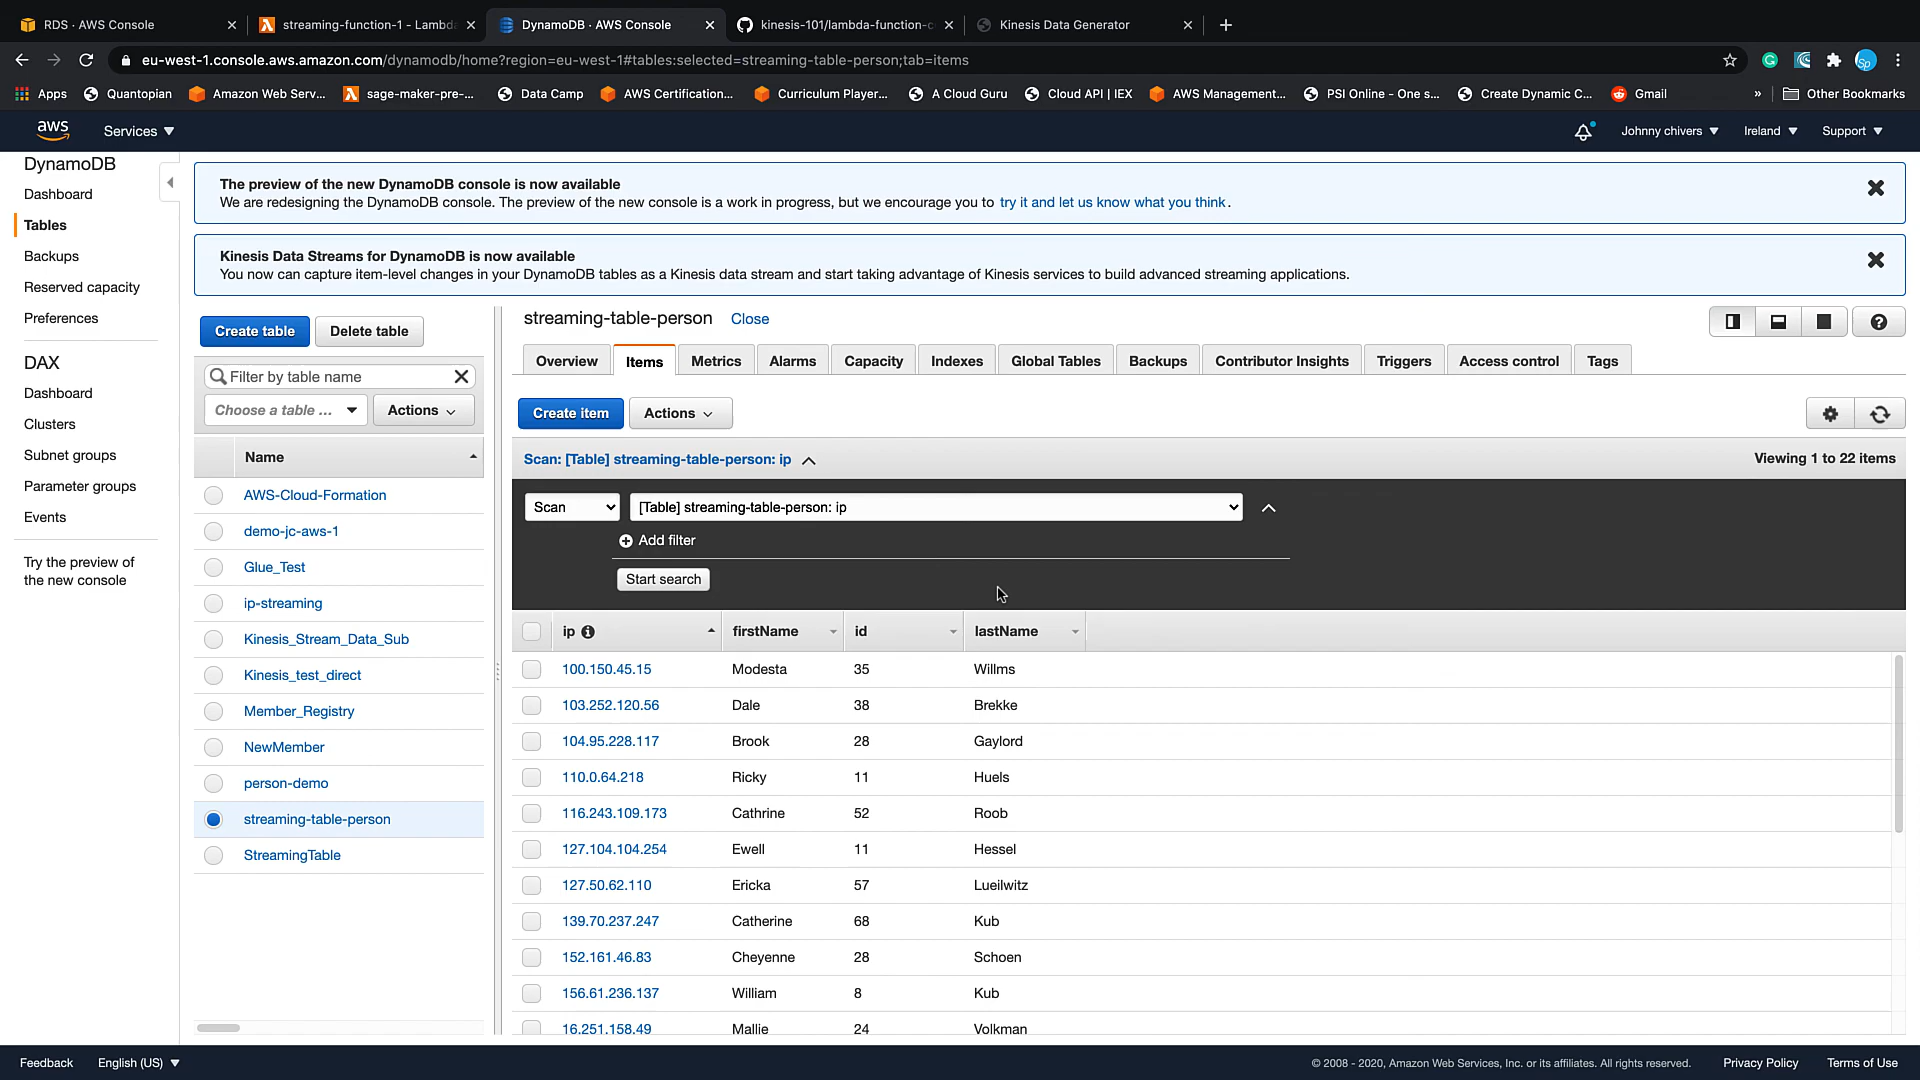 RDS · AWS Console
streaming-function-1 - Lambd
DynamoDB · AWS Console
kinesis-101/lambda-function-c
Kinesis Data Generator
eu-west-1.console.aws.amazon.com/dynamodb/home?region=eu-west-1#tables:selected=streaming-table-person;tab=items
Apps
Quantopian
Amazon Web Serv...
sage-maker-pre-...
Data Camp
AWS Certification...
Curriculum Player...
A Cloud Guru
Cloud API | IEX
AWS Management...
PSI Online - One s...
Create Dynamic C...
Gmail
»
Other Bookmarks
aws
Services
Johnny chivers
Ireland
Support
DynamoDB
Dashboard
Tables
Backups
Reserved capacity
Preferences
DAX
Dashboard
Clusters
Subnet groups
Parameter groups
Events
Try the preview of
the new console
The preview of the new DynamoDB console is now available
We are redesigning the DynamoDB console. The preview of the new console is a work in progress, but we encourage you to try it and let us know what you think.
Kinesis Data Streams for DynamoDB is now available
You now can capture item-level changes in your DynamoDB tables as a Kinesis data stream and start taking advantage of Kinesis services to build advanced streaming applications.
Create table
Delete table
Filter by table name
Choose a table ...
Actions
Name
AWS-Cloud-Formation
demo-jc-aws-1
Glue_Test
ip-streaming
Kinesis_Stream_Data_Sub
Kinesis_test_direct
Member_Registry
NewMember
person-demo
streaming-table-person
StreamingTable
streaming-table-person Close
Overview
Items
Metrics
Alarms
Capacity
Indexes
Global Tables
Backups
Contributor Insights
Triggers
Access control
Tags
Create item
Actions
Scan: [Table] streaming-table-person: ip
Viewing 1 to 22 items
Scan
[Table] streaming-table-person: ip
Add filter
Start search
ip firstName id lastName
100.150.45.15 Modesta 35 Willms
103.252.120.56 Dale 38 Brekke
104.95.228.117 Brook 28 Gaylord
110.0.64.218 Ricky 11 Huels
116.243.109.173 Cathrine 52 Roob
127.104.104.254 Ewell 11 Hessel
127.50.62.110 Ericka 57 Lueilwitz
139.70.237.247 Catherine 68 Kub
152.161.46.83 Cheyenne 28 Schoen
156.61.236.137 William 8 Kub
16.251.158.49 Mallie 24 Volkman
Feedback
English (US)
© 2008 - 2020, Amazon Web Services, Inc. or its affiliates. All rights reserved.
Privacy Policy
Terms of Use